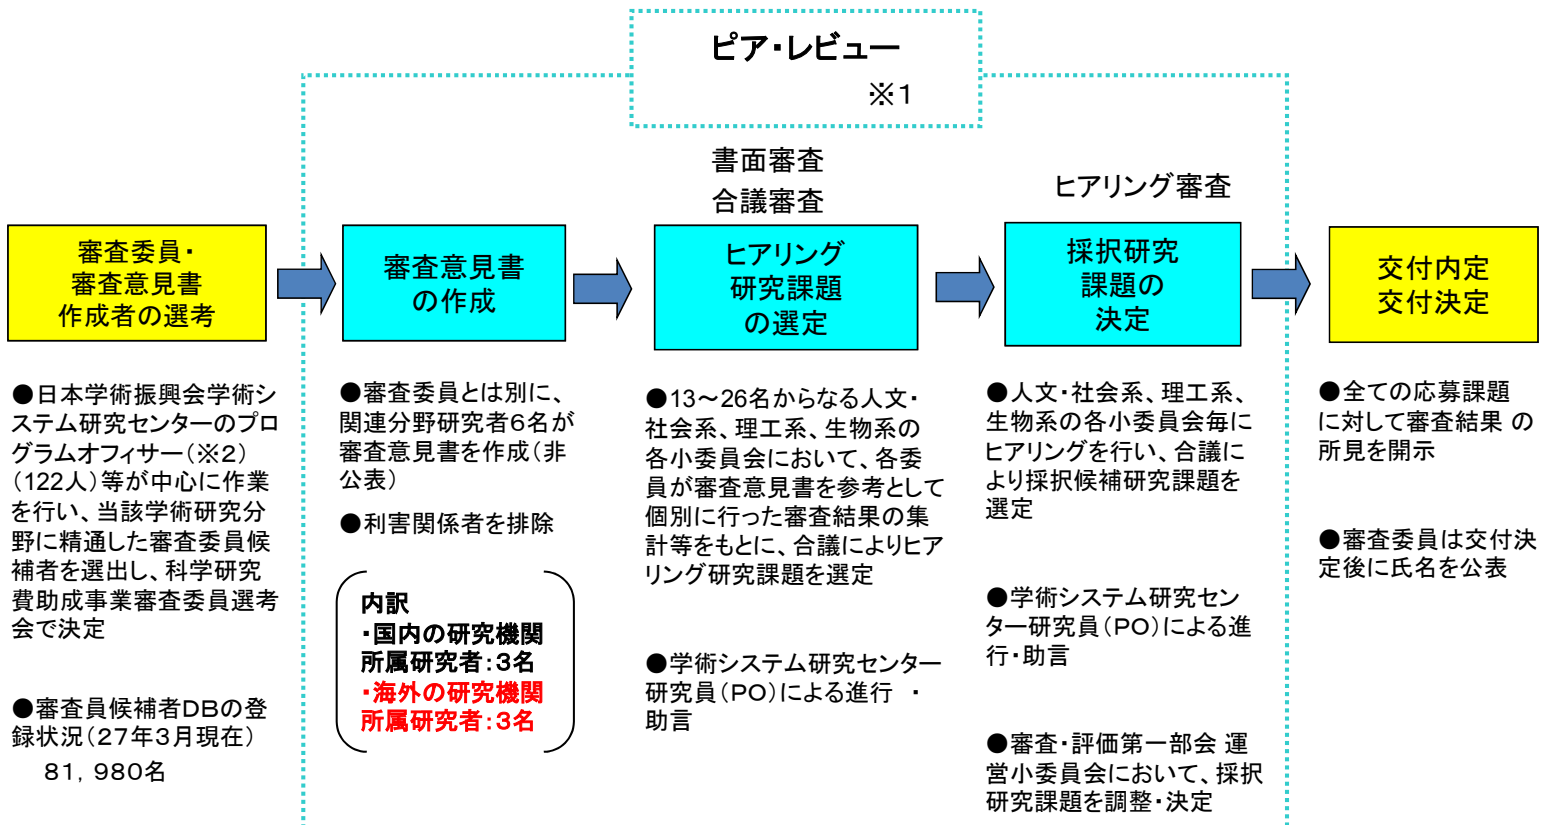 ピア・レビュー
※1
書面審査
合議審査
ヒアリング審査
審査委員・
審査意見書
作成者の選考
審査意見書
の作成
ヒアリング
研究課題
の選定
採択研究
課題の
決定
交付内定
交付決定
●日本学術振興会学術シ
ステム研究センターのプロ
グラムオフィサー(※2)
(122人)等が中心に作業
を行い、当該学術研究分
野に精通した審査委員候
補者を選出し、科学研究
費助成事業審査委員選考
会で決定
●審査員候補者DBの登
録状況(27年3月現在)
81,980名
●審査委員とは別に、
関連分野研究者6名が
審査意見書を作成(非
公表)
●利害関係者を排除
内訳
・国内の研究機関
所属研究者:3名
・海外の研究機関
所属研究者:3名
●13~26名からなる人文・
社会系、理工系、生物系の
各小委員会において、各委
員が審査意見書を参考として
個別に行った審査結果の集
計等をもとに、合議によりヒア
リング研究課題を選定
●学術システム研究センター
研究員(PO)による進行 ・
助言
●人文・社会系、理工系、
生物系の各小委員会毎に
ヒアリングを行い、合議に
より採択候補研究課題を
選定
●学術システム研究セン
ター研究員(PO)による進
行・助言
●審査・評価第一部会 運
営小委員会において、採択
研究課題を調整・決定
●全ての応募課題
に対して審査結果 の
所見を開示
●審査委員は交付決
定後に氏名を公表